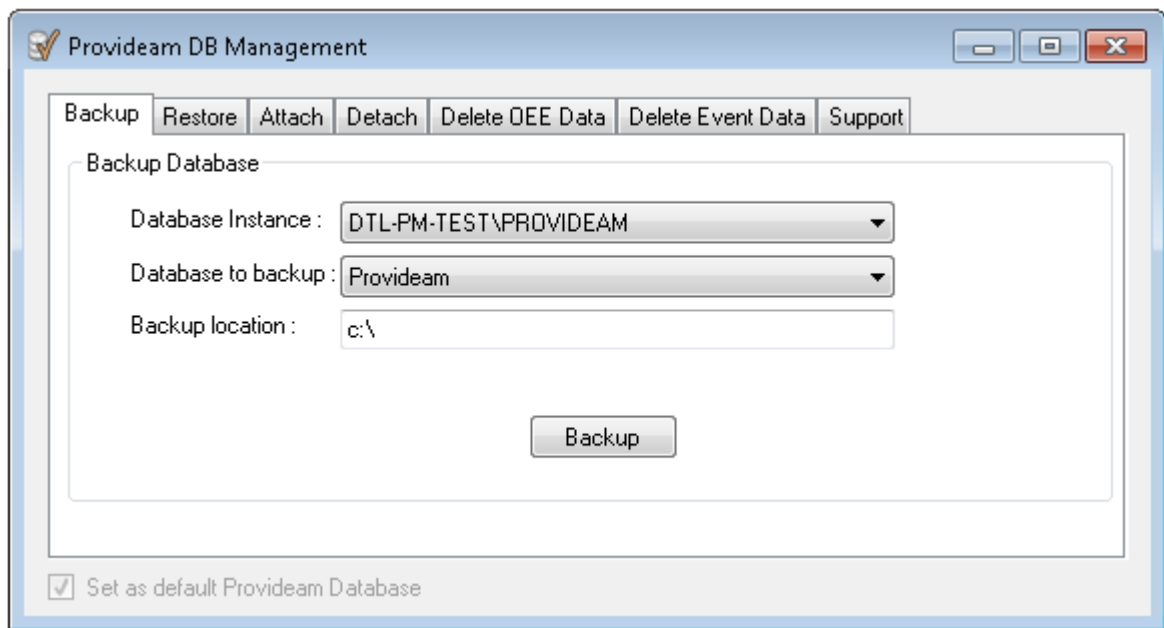 Provideam DB Management
Backup Restore Attach Detach Delete OEE Data Delete Event Data Support
Backup Database
Database Instance : DTL-PM-TEST\PROVIDEAM
Database to backup : Provideam
Backup location : c:\
Backup
Set as default Provideam Database